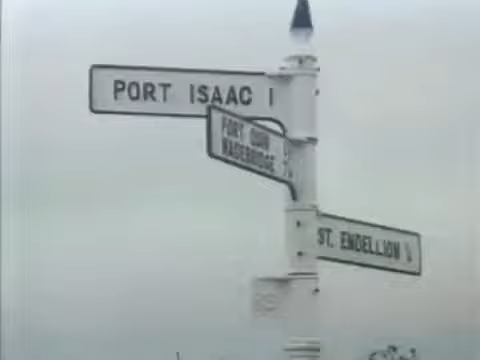 PORT ISAAC 1
PORT QUIN
WADEBRIDGE
ST. ENDELLION